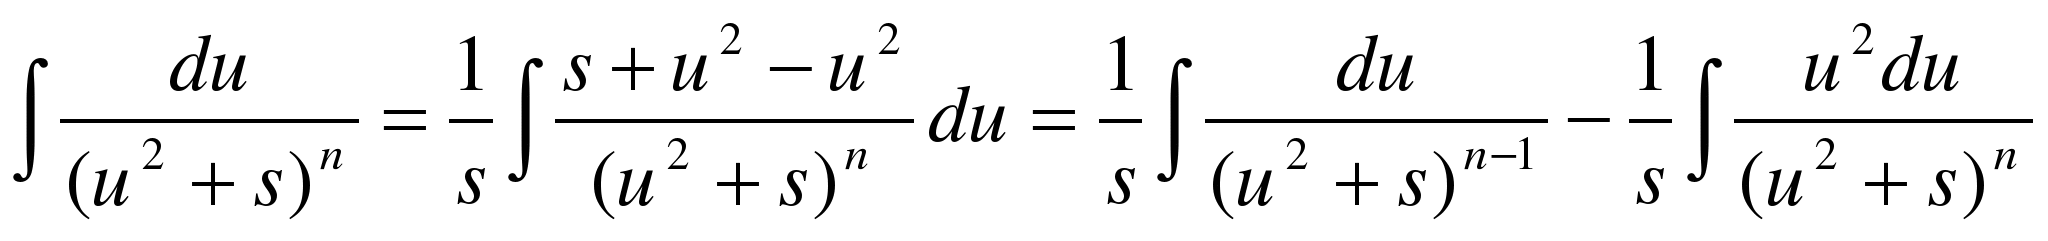 ∫ du/(u² + s)ⁿ = 1/s ∫ (s + u² − u²)/(u² + s)ⁿ du = 1/s ∫ du/(u² + s)ⁿ⁻¹ − 1/s ∫ u²du/(u² + s)ⁿ